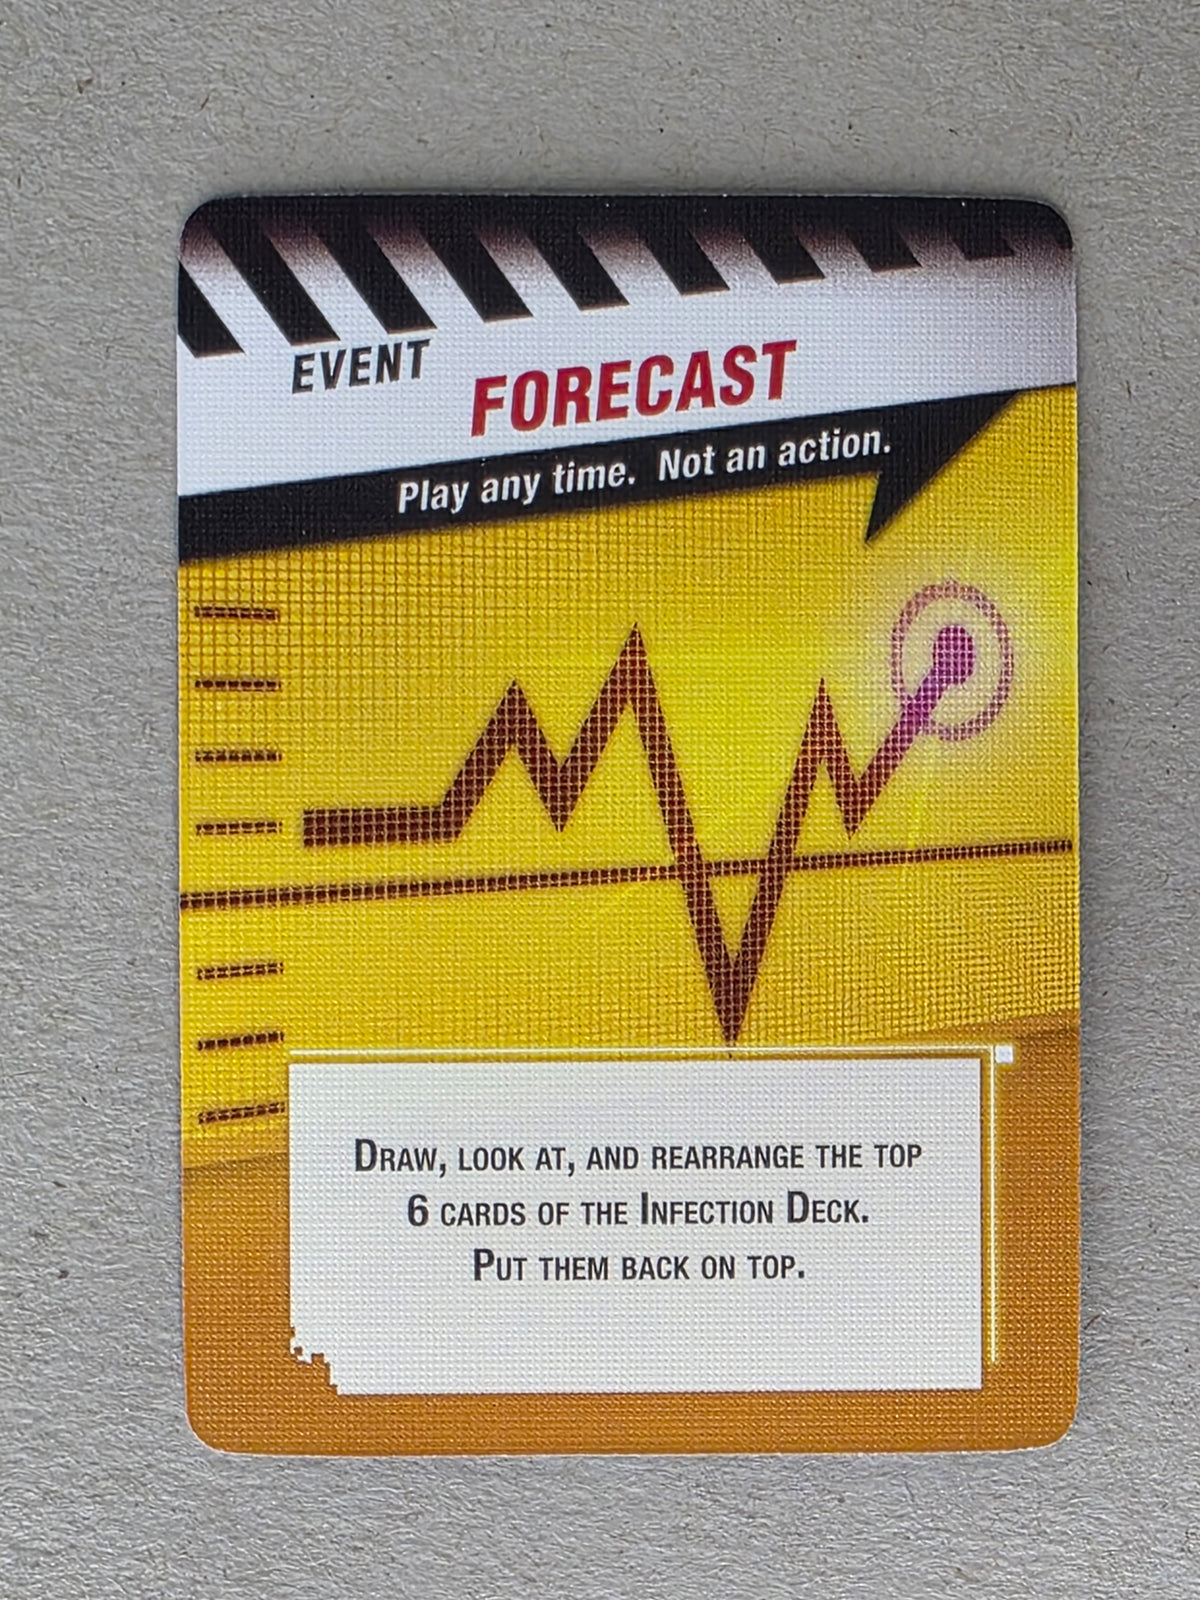 EVENT
FORECAST
Play any time. Not an action.
Draw, look at, and rearrange the top
6 cards of the Infection Deck.
Put them back on top.